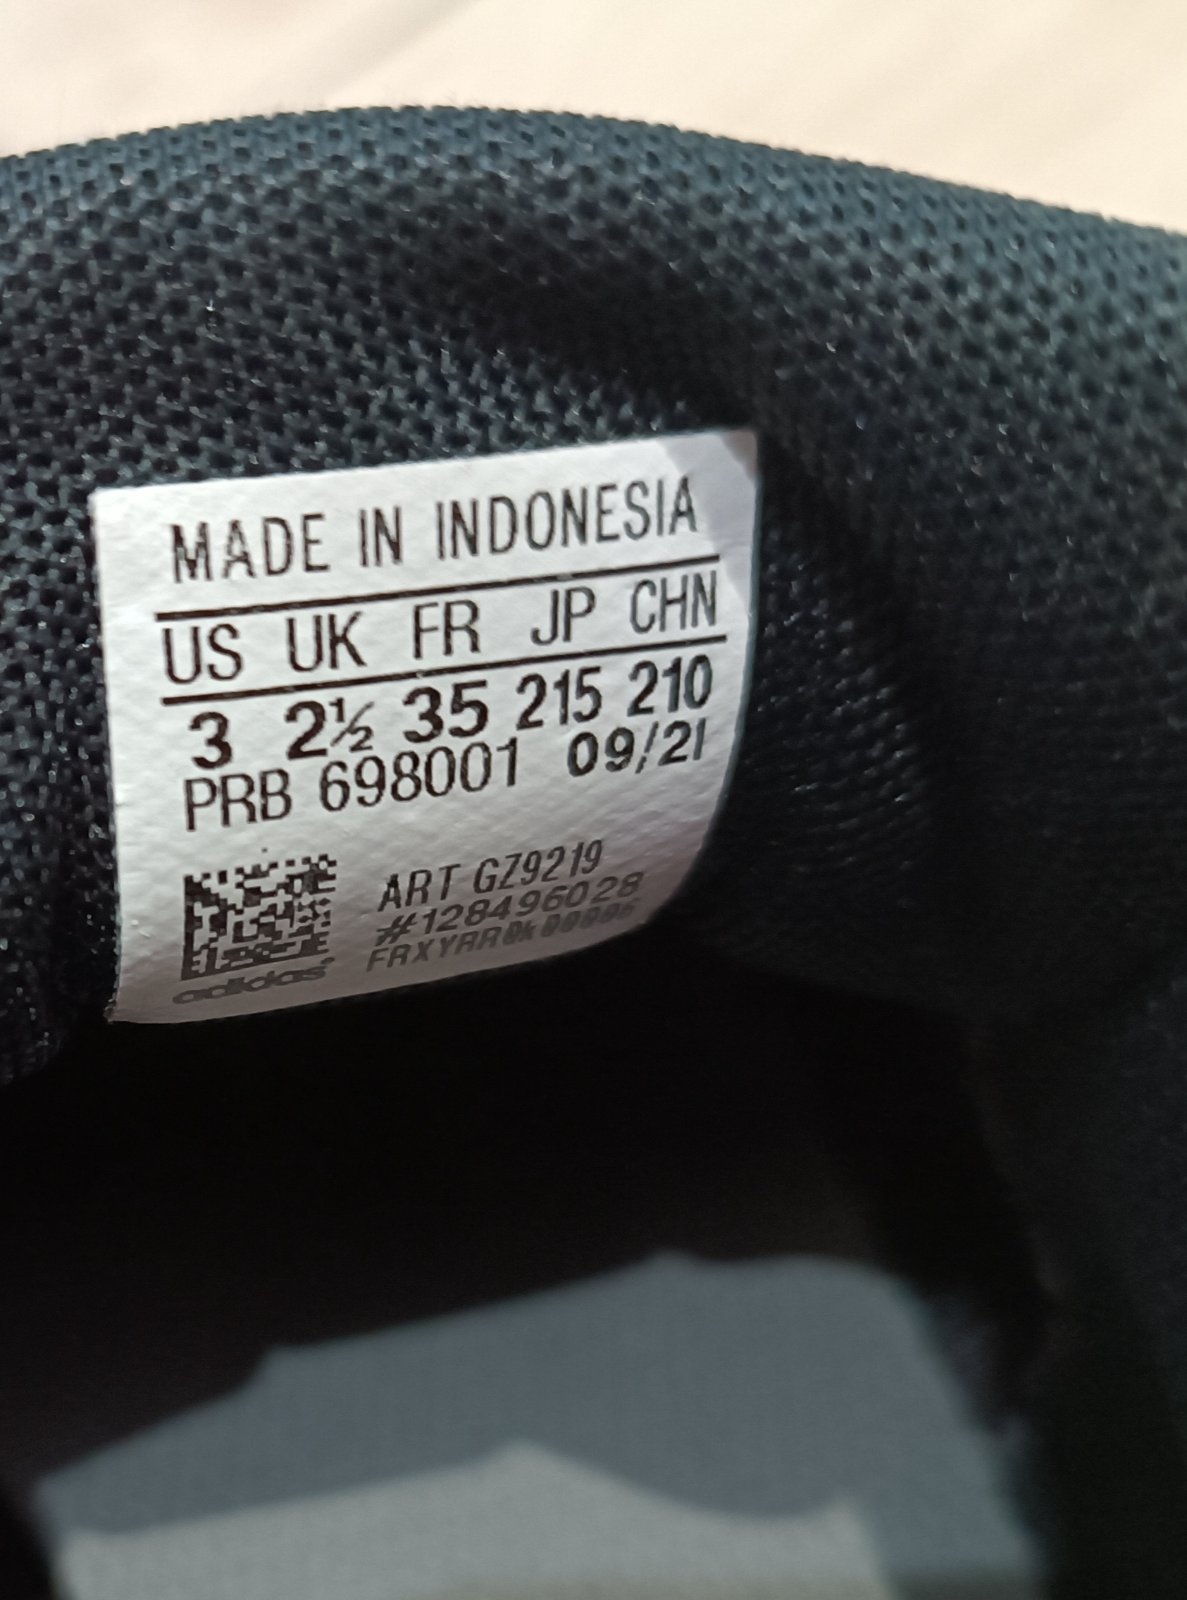 MADE IN INDONESIA
US UK FR JP CHN
3 2½ 35 215 210
PRB 698001 09/21
ART GZ9219
#128496028
adidas